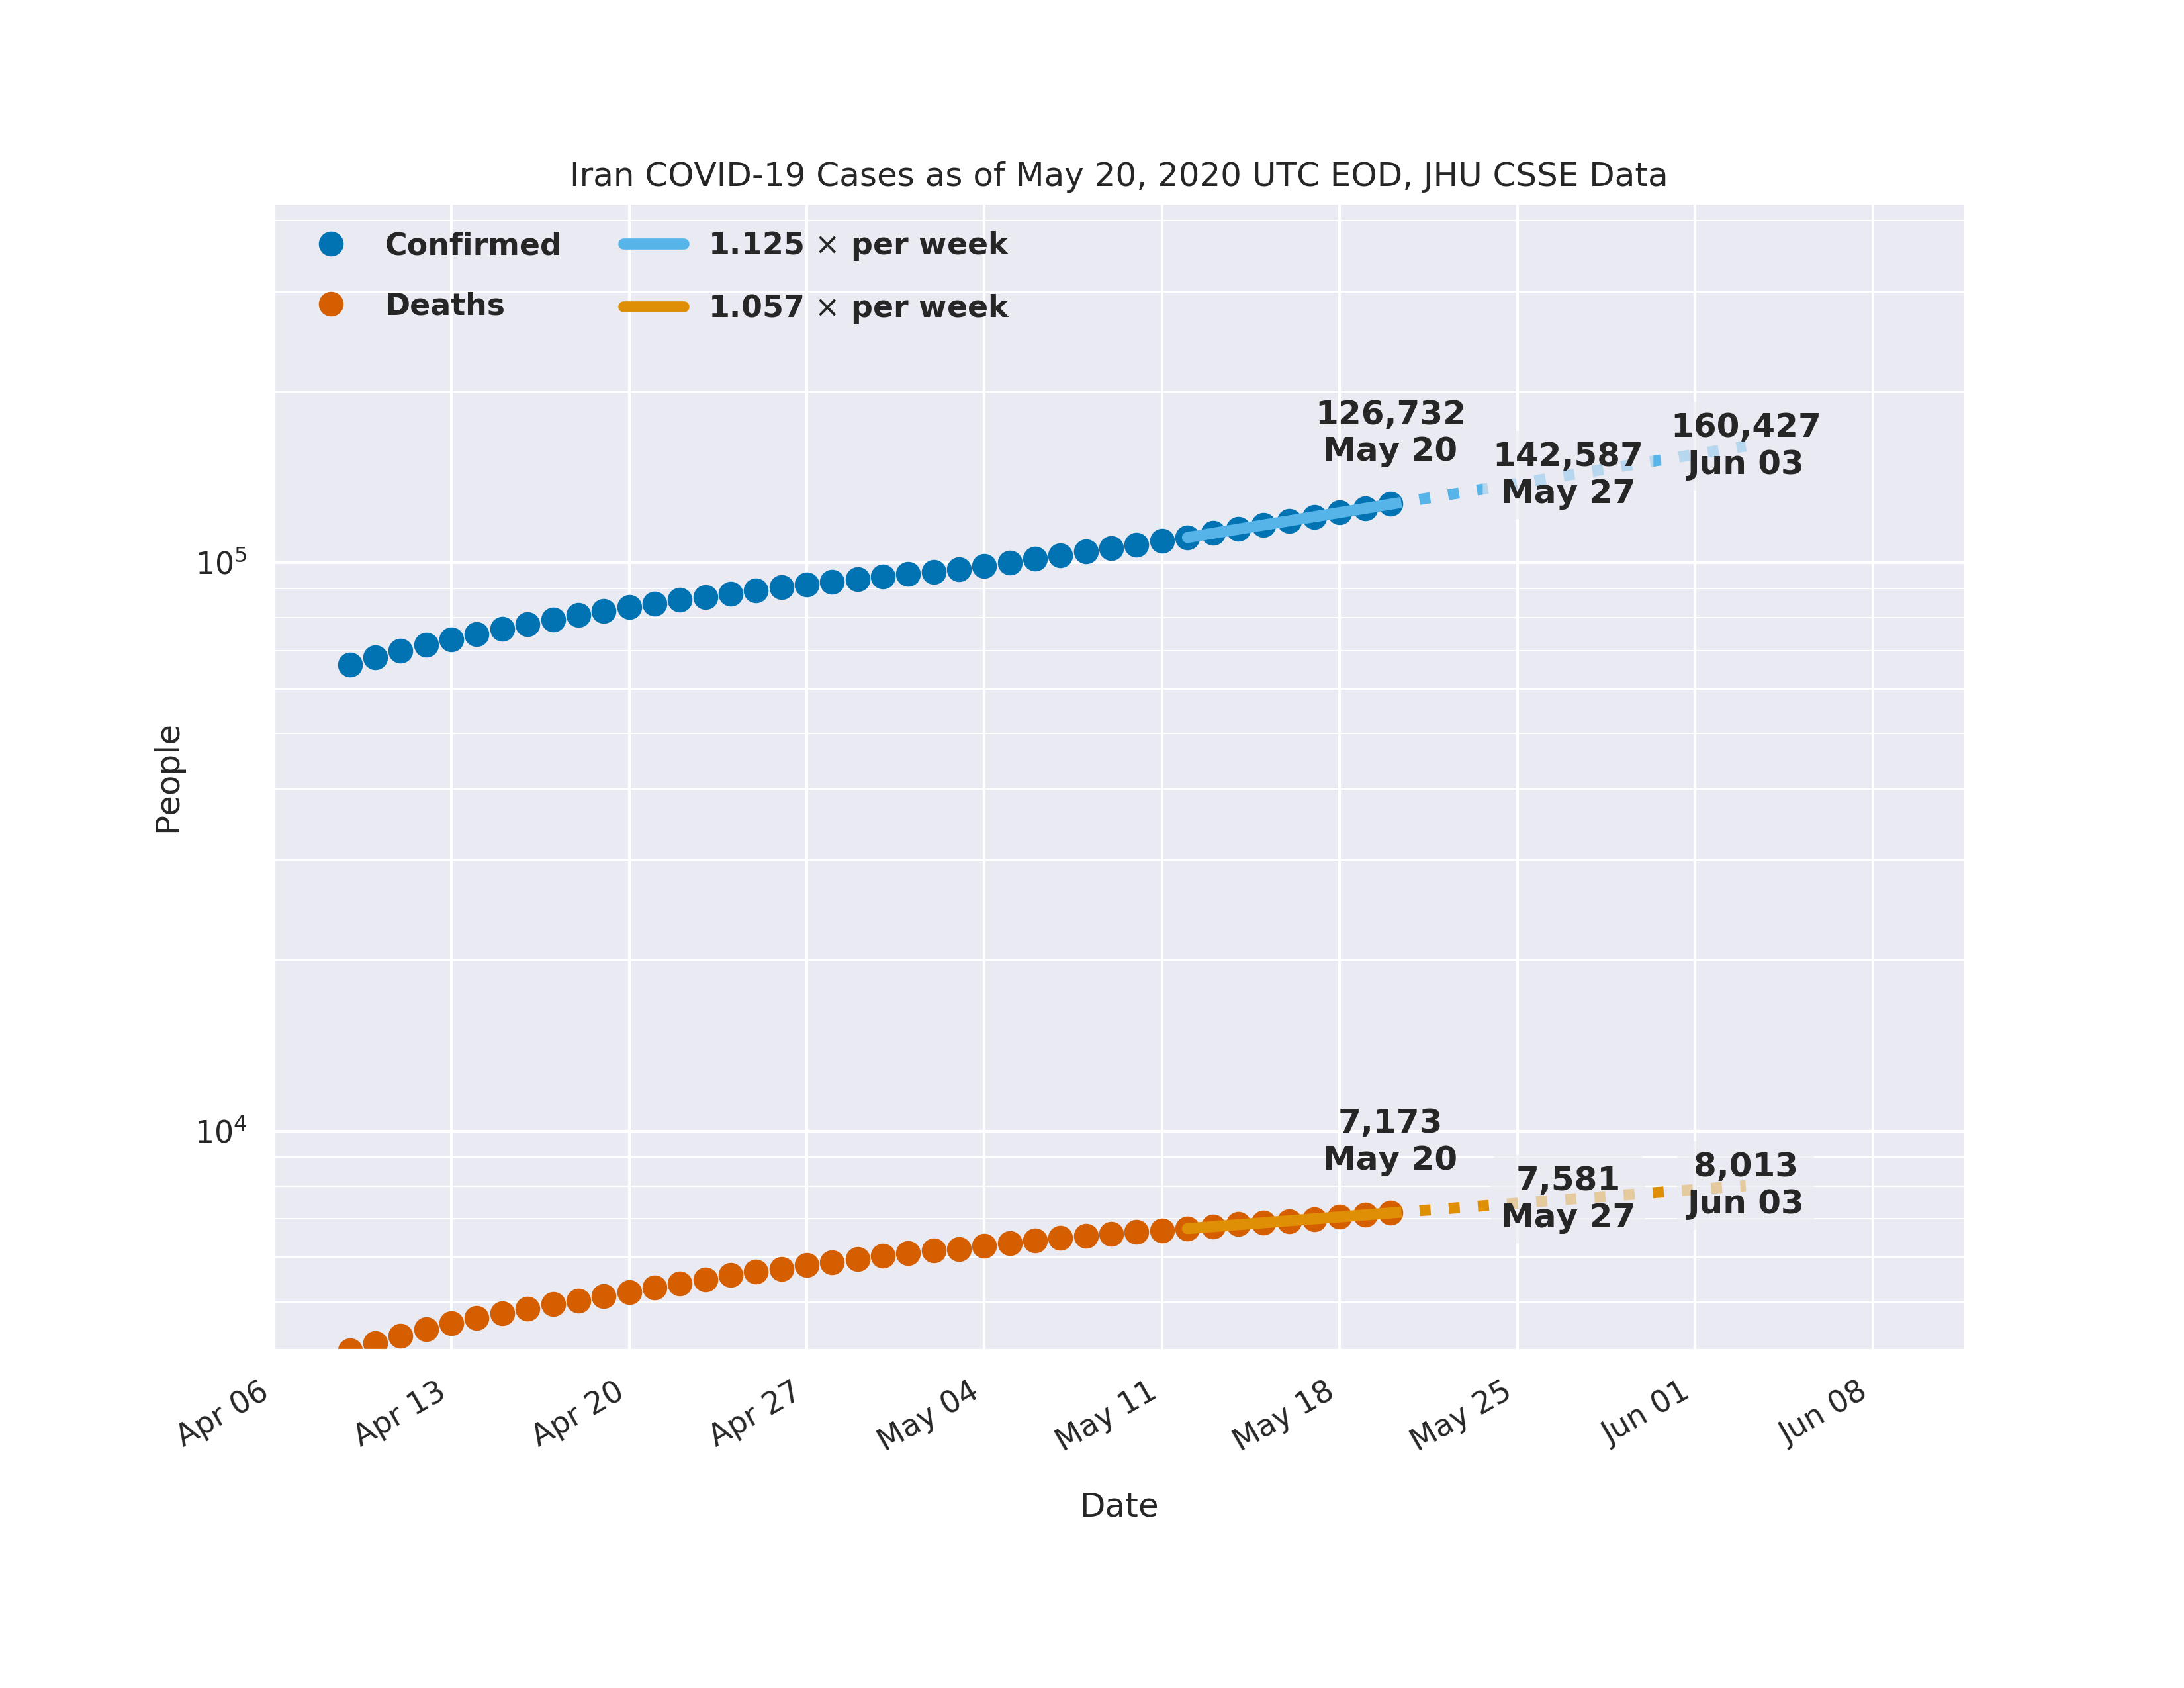 Iran COVID-19 Cases as of May 20, 2020 UTC EOD, JHU CSSE Data
Confirmed
Deaths
1.125 × per week
1.057 × per week
126,732
May 20
142,587
May 27
160,427
Jun 03
10⁵
People
10⁴
7,173
May 20
7,581
May 27
8,013
Jun 03
Apr 06
Apr 13
Apr 20
Apr 27
May 04
May 11
May 18
May 25
Jun 01
Jun 08
Date